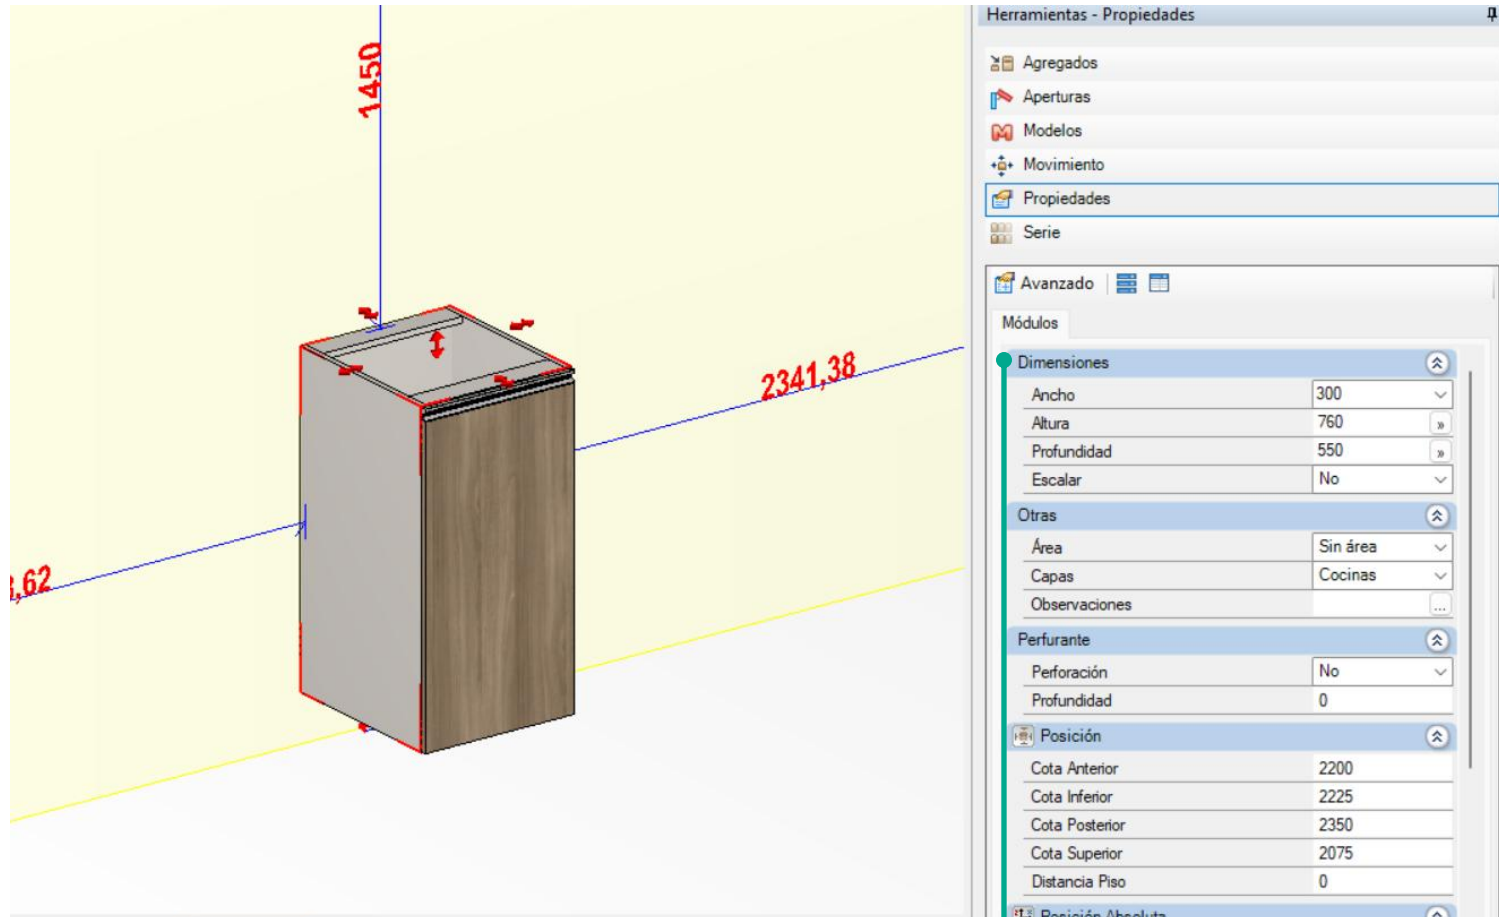 1450
2341,38
,62
Herramientas - Propiedades
Agregados
Aperturas
Modelos
Movimiento
Propiedades
Serie
Avanzado
Módulos
Dimensiones
Ancho 300
Altura 760
Profundidad 550
Escalar No
Otras
Área Sin área
Capas Cocinas
Observaciones ...
Perfurante
Perforación No
Profundidad 0
Posición
Cota Anterior 2200
Cota Inferior 2225
Cota Posterior 2350
Cota Superior 2075
Distancia Piso 0
Posición Absoluta